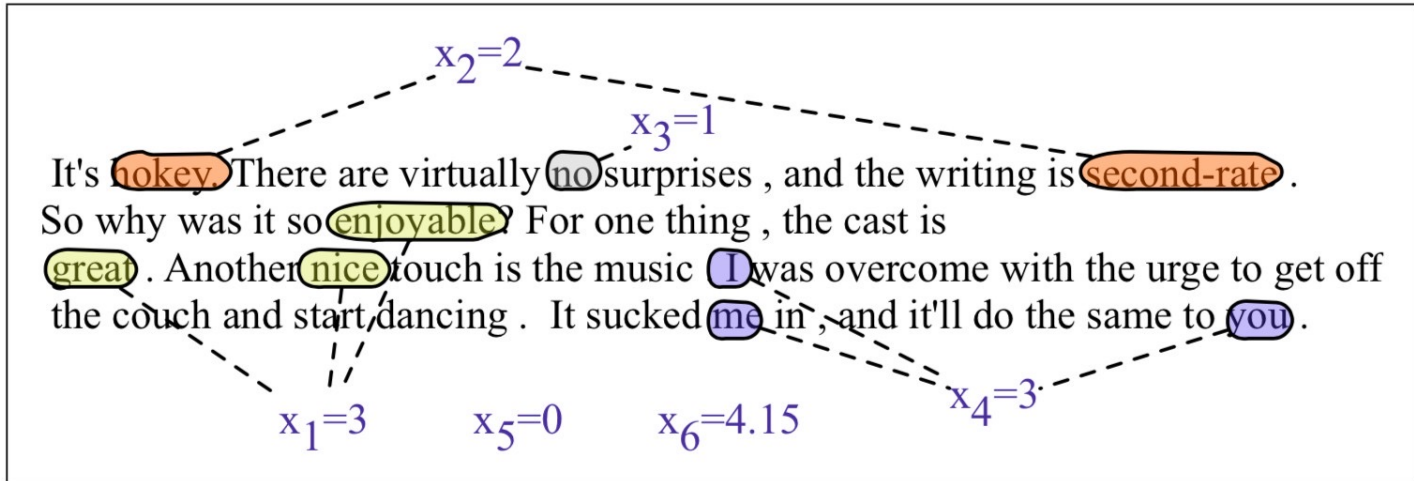 x2=2
x3=1
It's hokey. There are virtually no surprises , and the writing is second-rate .
So why was it so enjoyable? For one thing , the cast is
great . Another nice touch is the music I was overcome with the urge to get off
the couch and start dancing . It sucked me in , and it'll do the same to you .
x4=3
x1=3 x5=0 x6=4.15